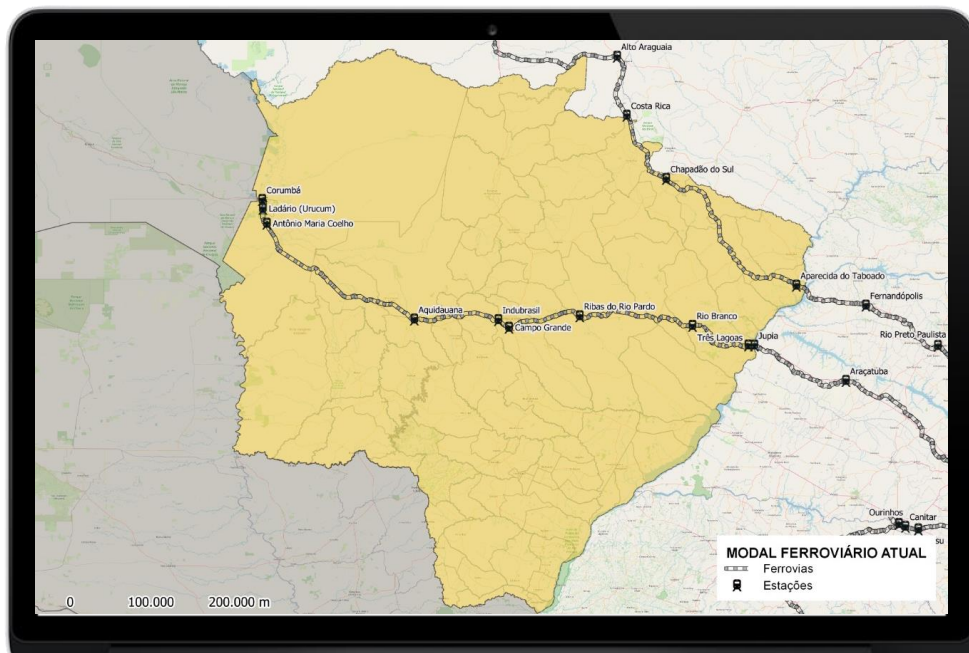 Alto Araguaia
Costa Rica
Chapadão do Sul
Corumbá
Ladário (Urucum)
Antônio Maria Coelho
Aparecida do Taboado
Fernandópolis
Aquidauana
Indubrasil
Ribas do Rio Pardo
Campo Grande
Rio Branco
Três Lagoas
Jupia
Rio Preto Paulista
Araçatuba
Ourinhos
Canitar
su
MODAL FERROVIÁRIO ATUAL
Ferrovias
Estações
0 100.000 200.000 m